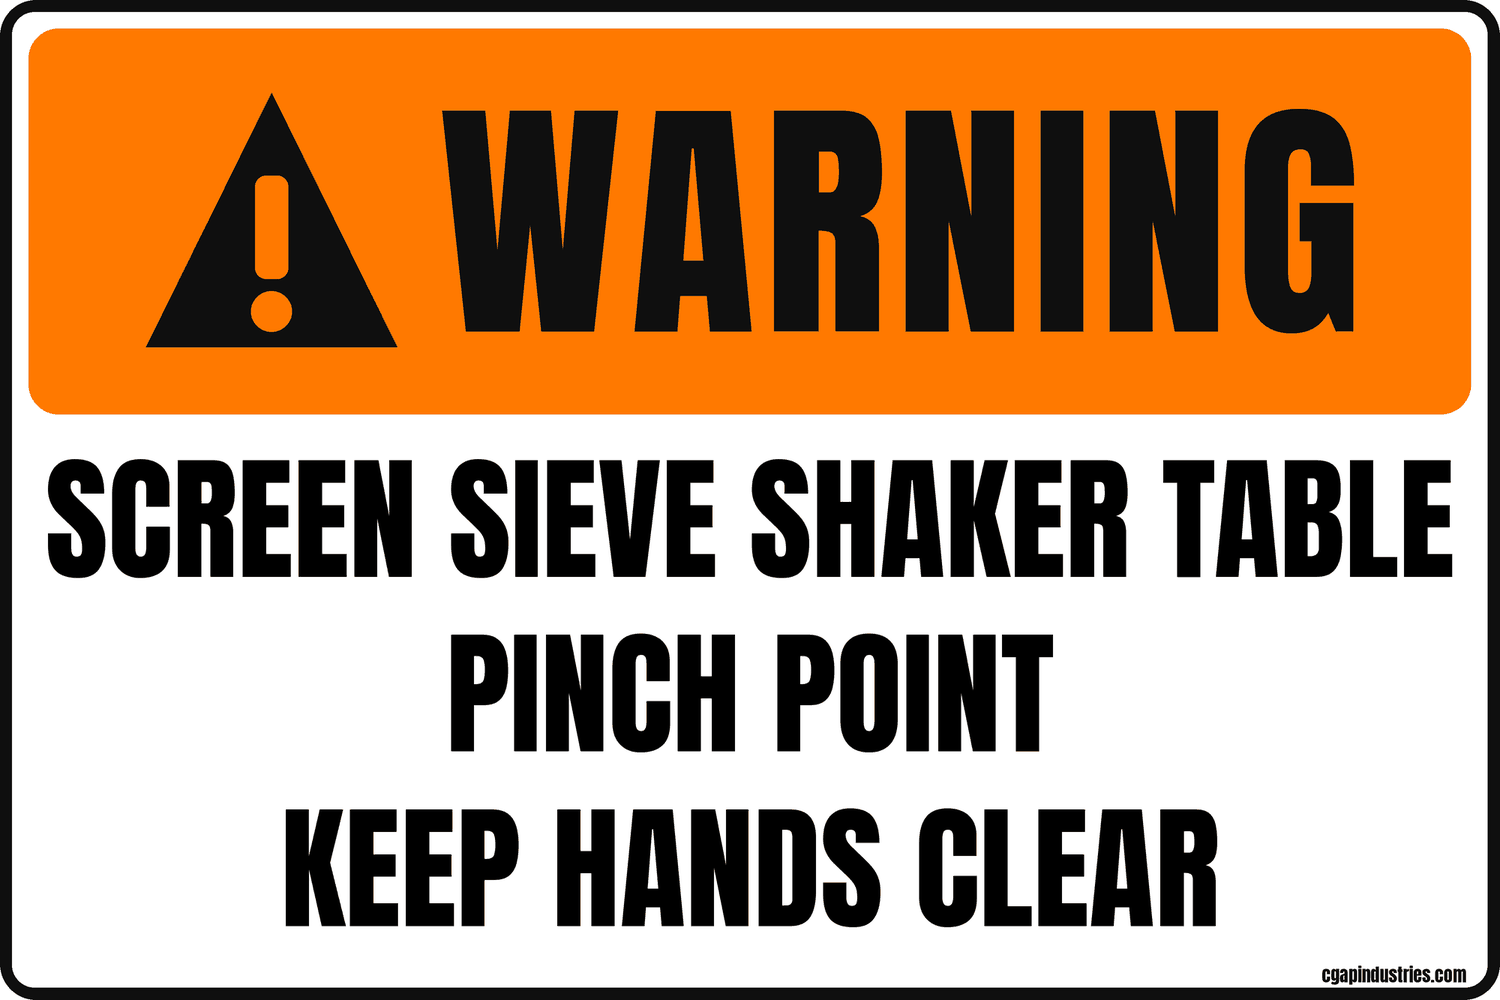 WARNING
SCREEN SIEVE SHAKER TABLE
PINCH POINT
KEEP HANDS CLEAR
cgapindustries.com